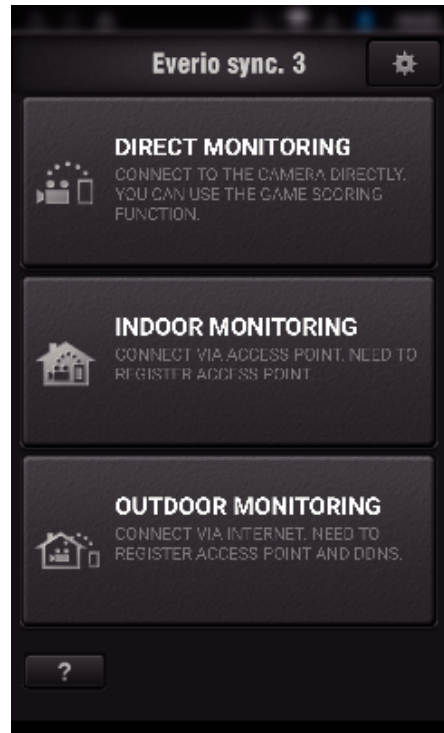 Everio sync. 3
DIRECT MONITORING
CONNECT TO THE CAMERA DIRECTLY.
YOU CAN USE THE GAME SCORING
FUNCTION.
INDOOR MONITORING
CONNECT VIA ACCESS POINT. NEED TO
REGISTER ACCESS POINT.
OUTDOOR MONITORING
CONNECT VIA INTERNET. NEED TO
REGISTER ACCESS POINT AND DDNS.
?